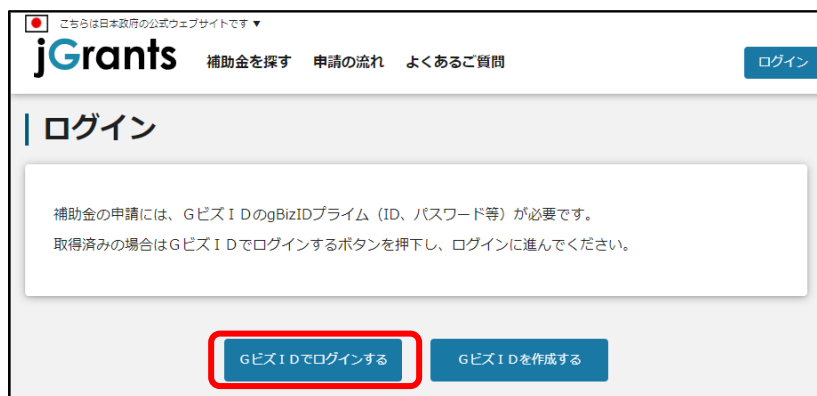 こちらは日本政府の公式ウェブサイトです ▼
jGrants 補助金を探す 申請の流れ よくあるご質問 ログイン
ログイン
補助金の申請には、GビズIDのgBizIDプライム（ID、パスワード等）が必要です。
取得済みの場合はGビズIDでログインするボタンを押下し、ログインに進んでください。
GビズIDでログインする GビズIDを作成する